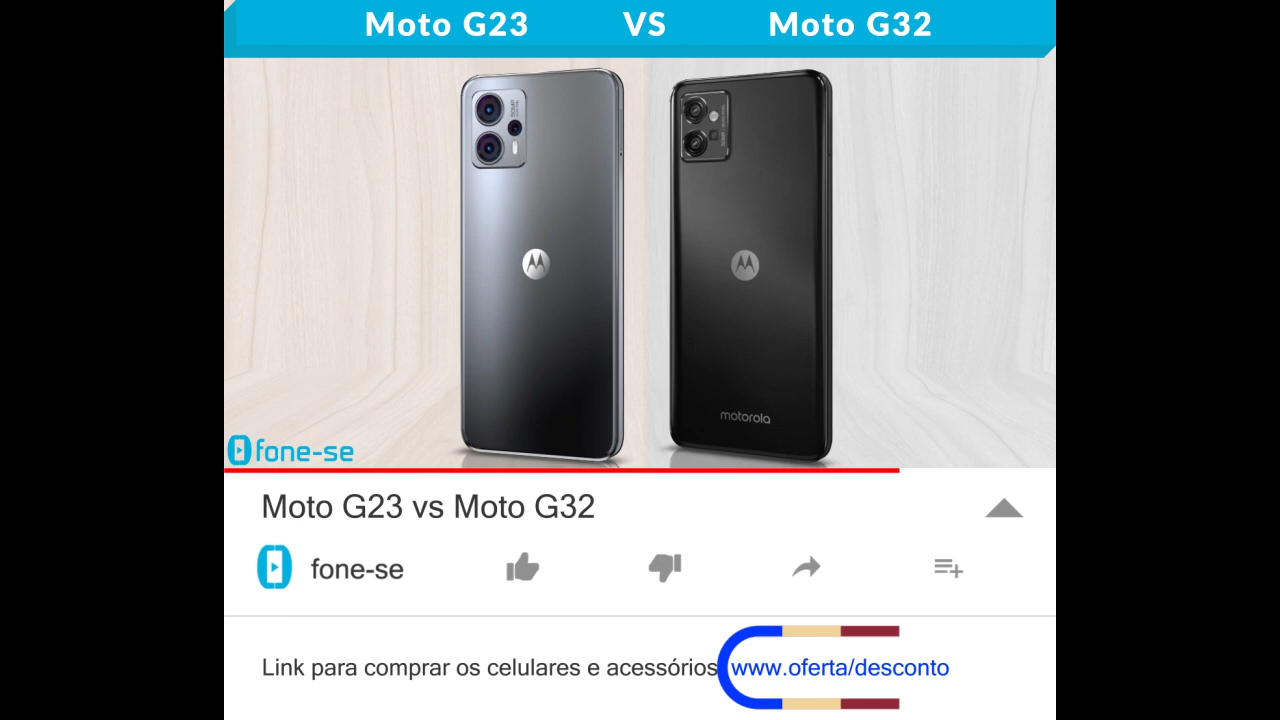 Moto G23 VS Moto G32
50MP
motorola
fone-se
Moto G23 vs Moto G32
fone-se
Link para comprar os celulares e acessórios www.oferta/desconto